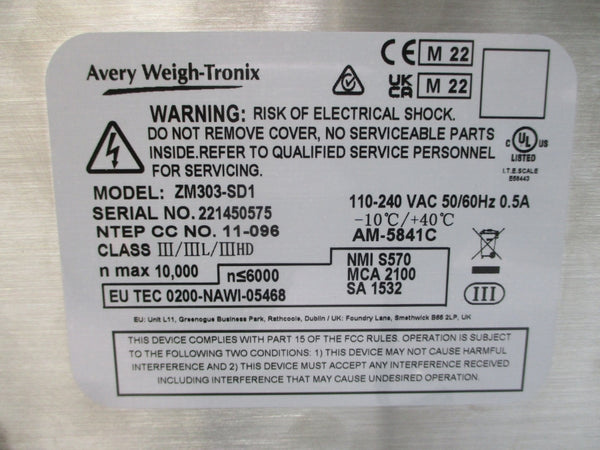 Avery Weigh-Tronix
CE M 22
UK CA M 22
WARNING: RISK OF ELECTRICAL SHOCK.
DO NOT REMOVE COVER, NO SERVICEABLE PARTS
INSIDE.REFER TO QUALIFIED SERVICE PERSONNEL
FOR SERVICING.
C UL US
LISTED
I.T.E.SCALE
E58443
MODEL: ZM303-SD1
SERIAL NO. 221450575
NTEP CC NO. 11-096
CLASS III/IIIL/IIIHD
n max 10,000
n≤6000
EU TEC 0200-NAWI-05468
110-240 VAC 50/60Hz 0.5A
-10℃/+40℃
AM-5841C
NMI S570
MCA 2100
SA 1532
III
EU: Unit L11, Greenogue Business Park, Rathcoole, Dublin / UK: Foundry Lane, Smethwick B66 2LP, UK
THIS DEVICE COMPLIES WITH PART 15 OF THE FCC RULES. OPERATION IS SUBJECT
TO THE FOLLOWING TWO CONDITIONS: 1) THIS DEVICE MAY NOT CAUSE HARMFUL
INTERFERENCE AND 2) THIS DEVICE MUST ACCEPT ANY INTERFERENCE RECEIVED
INCLUDING INTERFERENCE THAT MAY CAUSE UNDESIRED OPERATION.